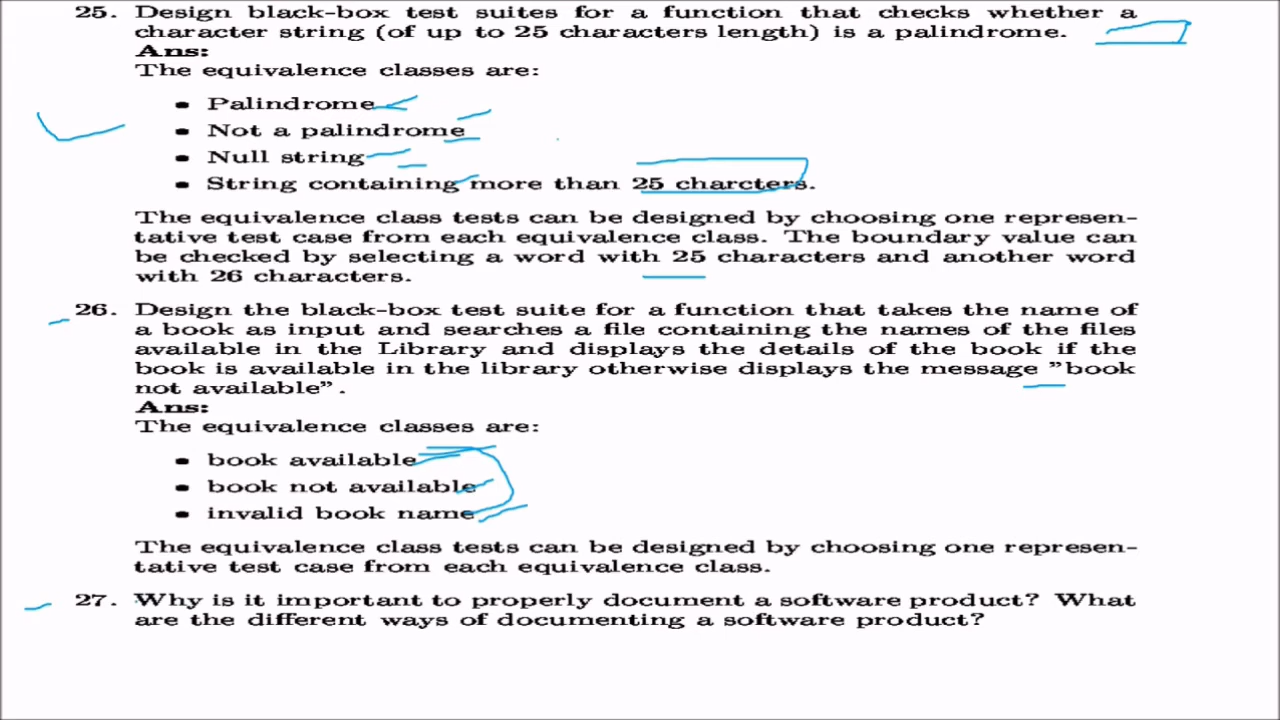 25. Design black-box test suites for a function that checks whether a
character string (of up to 25 characters length) is a palindrome.
Ans:
The equivalence classes are:
• Palindrome
• Not a palindrome
• Null string
• String containing more than 25 charcters.
The equivalence class tests can be designed by choosing one represen-
tative test case from each equivalence class. The boundary value can
be checked by selecting a word with 25 characters and another word
with 26 characters.
26. Design the black-box test suite for a function that takes the name of
a book as input and searches a file containing the names of the files
available in the Library and displays the details of the book if the
book is available in the library otherwise displays the message ”book
not available”.
Ans:
The equivalence classes are:
• book available
• book not available
• invalid book name
The equivalence class tests can be designed by choosing one represen-
tative test case from each equivalence class.
27. Why is it important to properly document a software product? What
are the different ways of documenting a software product?